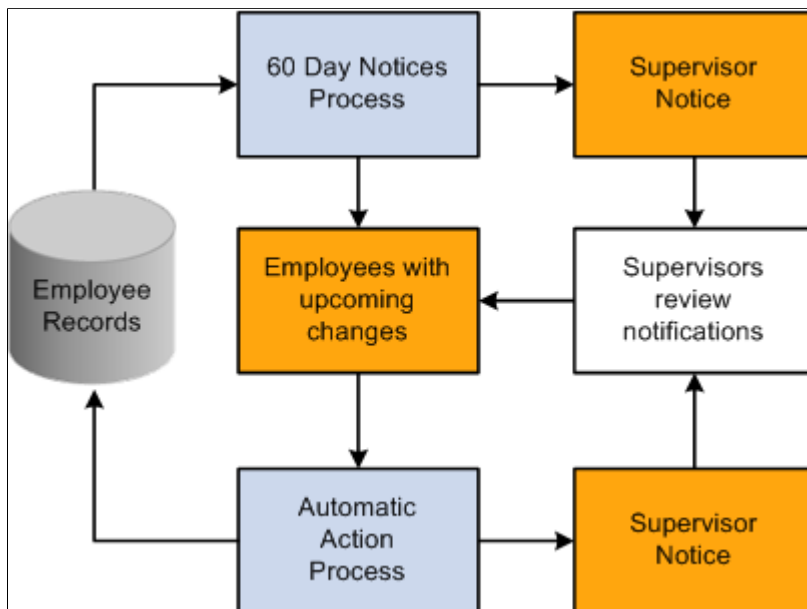 60 Day Notices
Process
Supervisor
Notice
Employee
Records
Employees with
upcoming
changes
Supervisors
review
notifications
Automatic
Action
Process
Supervisor
Notice